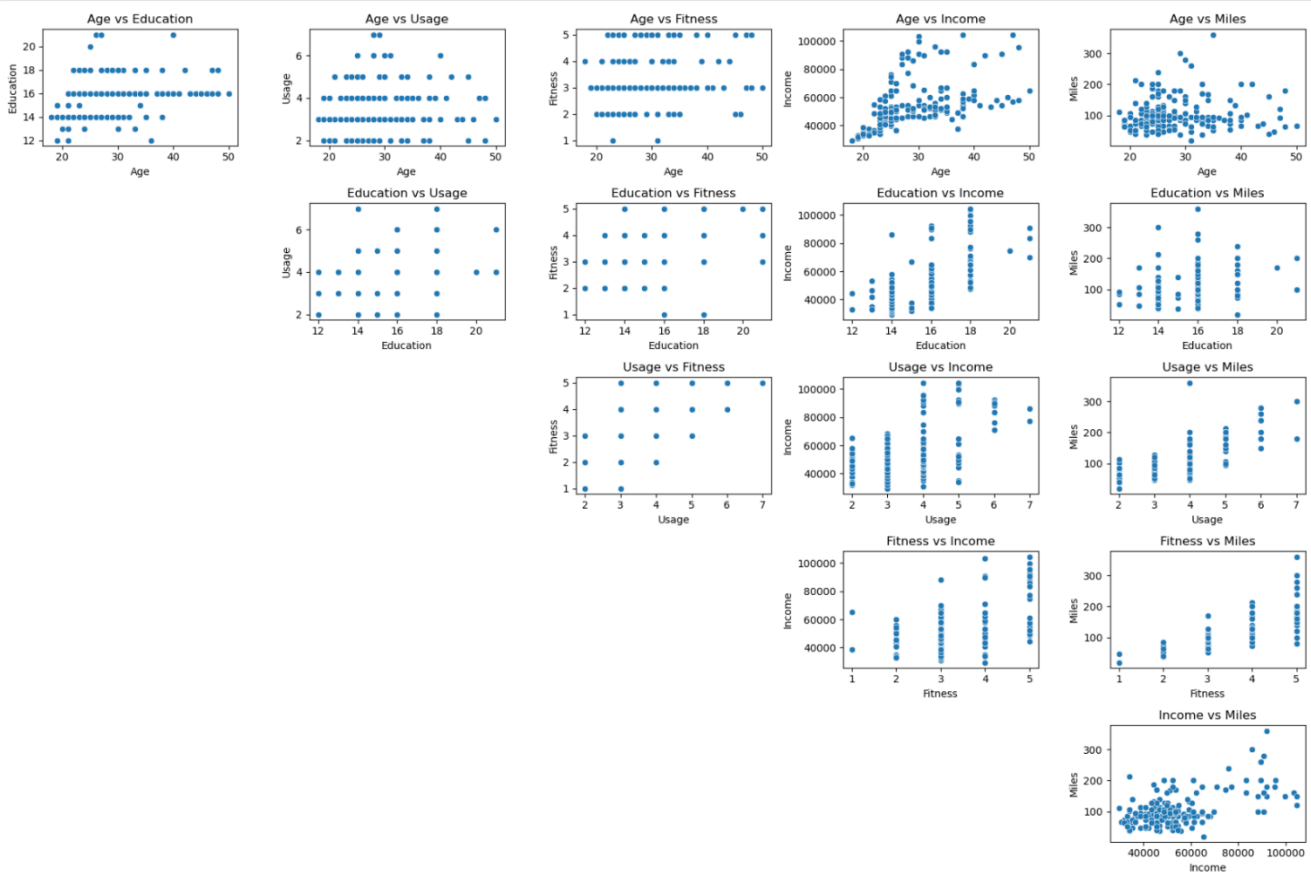 Age vs Education
Age vs Usage
Age vs Fitness
Age vs Income
Age vs Miles
Education
20
18
16
14
12
20 30 40 50
Age
Usage
6
4
2
20 30 40 50
Age
Fitness
5
4
3
2
1
20 30 40 50
Age
Income
100000
80000
60000
40000
20 30 40 50
Age
Miles
300
200
100
20 30 40 50
Age
Education vs Usage
Education vs Fitness
Education vs Income
Education vs Miles
Usage
6
4
2
12 14 16 18 20
Education
Fitness
5
4
3
2
1
12 14 16 18 20
Education
Income
100000
80000
60000
40000
12 14 16 18 20
Education
Miles
300
200
100
12 14 16 18 20
Education
Usage vs Fitness
Usage vs Income
Usage vs Miles
Fitness
5
4
3
2
1
2 3 4 5 6 7
Usage
Income
100000
80000
60000
40000
2 3 4 5 6 7
Usage
Miles
300
200
100
2 3 4 5 6 7
Usage
Fitness vs Income
Fitness vs Miles
Income
100000
80000
60000
40000
1 2 3 4 5
Fitness
Miles
300
200
100
1 2 3 4 5
Fitness
Income vs Miles
Miles
300
200
100
40000 60000 80000 100000
Income